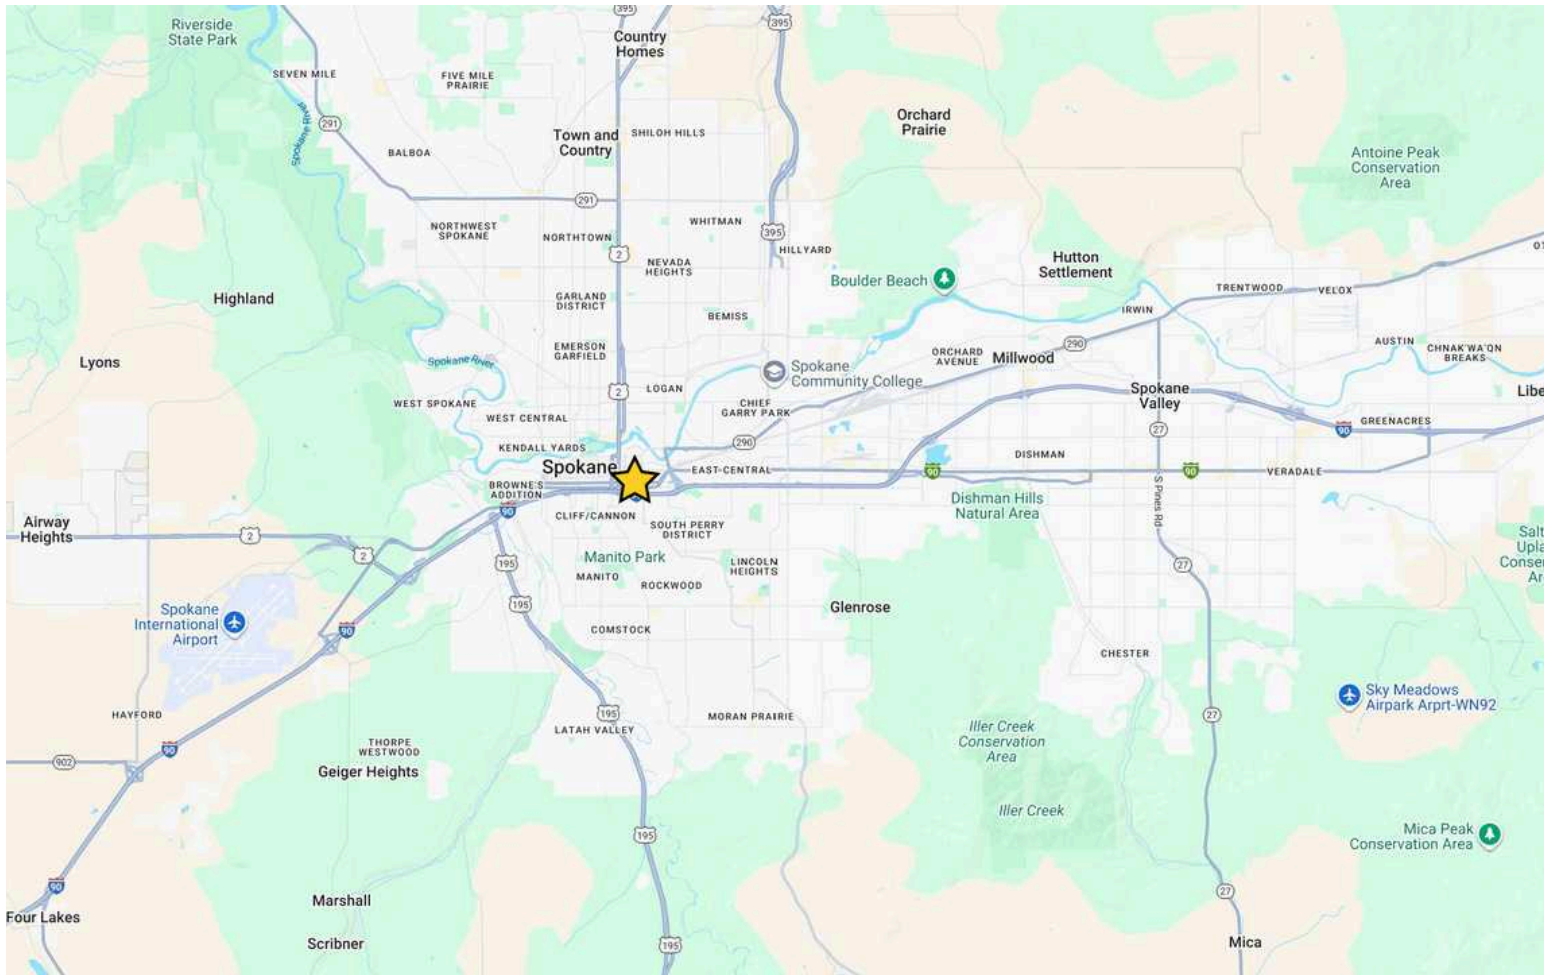 Riverside
State Park
395
395
Country
Homes
SEVEN MILE
FIVE MILE
PRAIRIE
Spokane River
291
Orchard
Prairie
Town and
Country
SHILOH HILLS
BALBOA
Antoine Peak
Conservation
Area
291
WHITMAN
NORTHWEST
SPOKANE
NORTHTOWN
395
HILLYARD
2
NEVADA
HEIGHTS
Hutton
Settlement
Boulder Beach
TRENTWOOD
VELOX
Highland
GARLAND
DISTRICT
BEMISS
IRWIN
EMERSON
GARFIELD
290
AUSTIN
CHNAK'WA'QN
BREAKS
Lyons
Spokane River
ORCHARD
AVENUE
Millwood
Spokane
Community College
2
LOGAN
Spokane
Valley
Libe
WEST SPOKANE
WEST CENTRAL
CHIEF
GARRY PARK
27
90
GREENACRES
KENDALL YARDS
290
DISHMAN
Spokane
EAST-CENTRAL
90
90
VERADALE
BROWNE'S
ADDITION
S Pines Rd
Dishman Hills
Natural Area
90
CLIFF/CANNON
SOUTH PERRY
DISTRICT
Airway
Heights
2
2
Manito Park
195
LINCOLN
HEIGHTS
27
Salt
Upla
Conser
Ar
MANITO
ROCKWOOD
195
Glenrose
Spokane
International
Airport
90
COMSTOCK
CHESTER
Sky Meadows
Airpark Arprt-WN92
HAYFORD
195
MORAN PRAIRIE
27
LATAH VALLEY
Iller Creek
Conservation
Area
90
THORPE
WESTWOOD
902
Geiger Heights
Iller Creek
195
Mica Peak
Conservation Area
90
27
Marshall
Four Lakes
Scribner
195
Mica